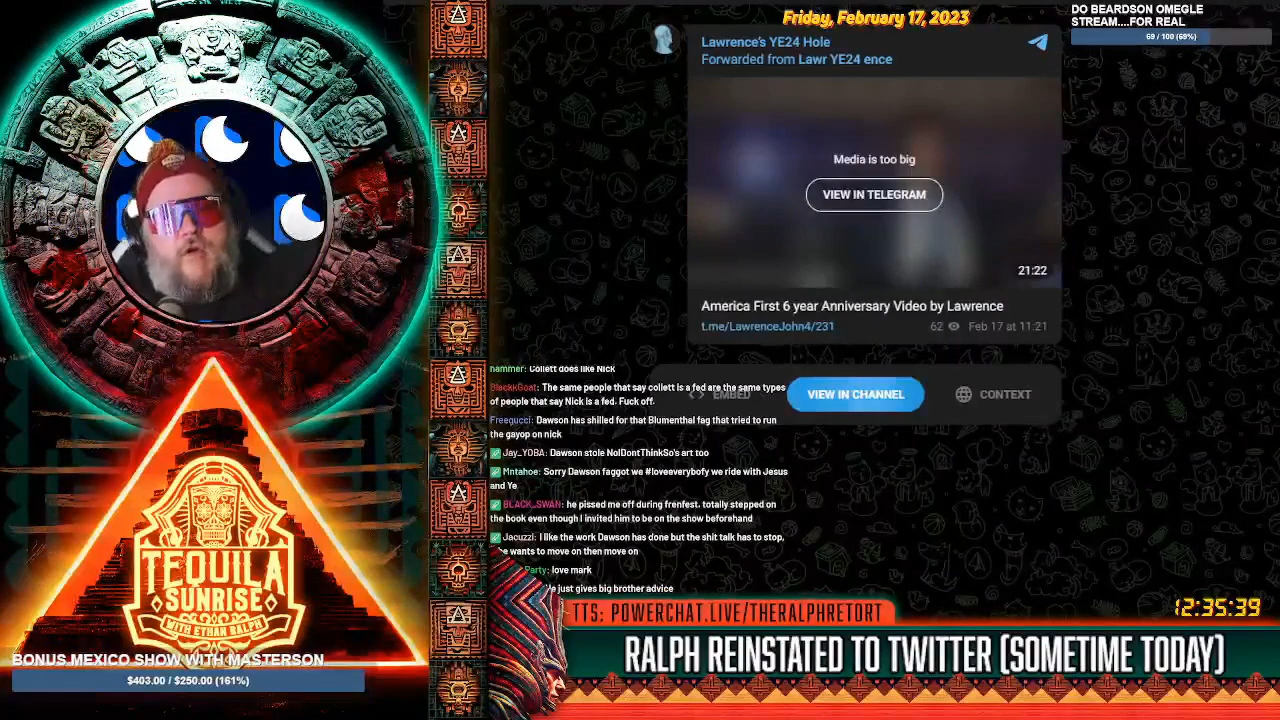 Friday, February 17, 2023
DO BEARDSON OMEGLE
STREAM....FOR REAL
69 / 100 (69%)
Lawrence's YE24 Hole
Forwarded from Lawr YE24 ence
Media is too big
VIEW IN TELEGRAM
21:22
America First 6 year Anniversary Video by Lawrence
t.me/LawrenceJohn4/231
62
Feb 17 at 11:21
EMBED
VIEW IN CHANNEL
CONTEXT
hammer: Collett does like Nick
BlackkGoat: The same people that say collett is a fed are the same types
of people that say Nick is a fed. Fuck off.
Freegucci: Dawson has shilled for that Blumenthal fag that tried to run
the gayop on nick
Jay_YOBA: Dawson stole NolDontThinkSo's art too
Mntahoe: Sorry Dawson faggot we #loveeverybofy we ride with Jesus
and Ye
BLACK_SWAN: he pissed me off during frenfest. totally stepped on
the book even though I invited him to be on the show beforehand
Jacuzzi: I like the work Dawson has done but the shit talk has to stop,
he wants to move on then move on
Party: love mark
just gives big brother advice
TEQUILA
SUNRISE
WITH ETHAN RALPH
BONUS MEXICO SHOW WITH MASTERSON
$403.00 / $250.00 (161%)
TTS: POWERCHAT.LIVE/THERALPHRETORT
12:35:39
RALPH REINSTATED TO TWITTER (SOMETIME TODAY)